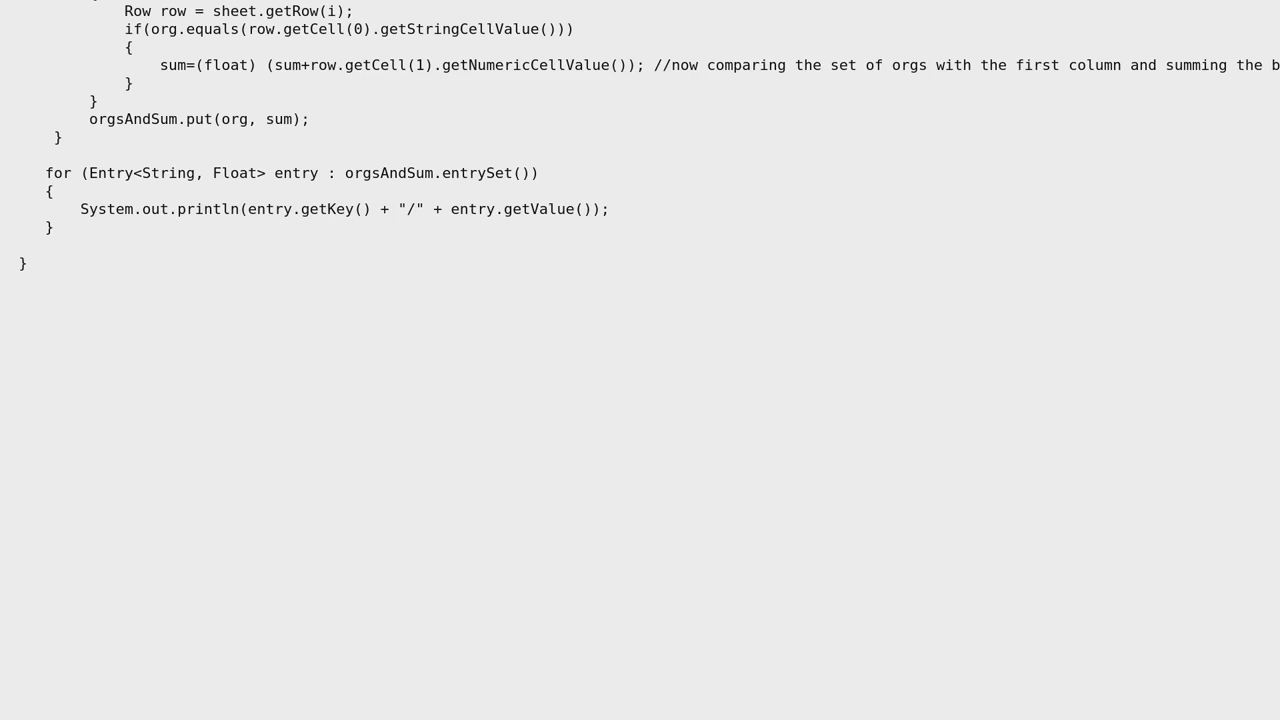 Row row = sheet.getRow(i);
if(org.equals(row.getCell(0).getStringCellValue()))
{
sum=(float) (sum+row.getCell(1).getNumericCellValue()); //now comparing the set of orgs with the first column and summing the
}
}
orgsAndSum.put(org, sum);
}
for (Entry<String, Float> entry : orgsAndSum.entrySet())
{
System.out.println(entry.getKey() + "/" + entry.getValue());
}
}